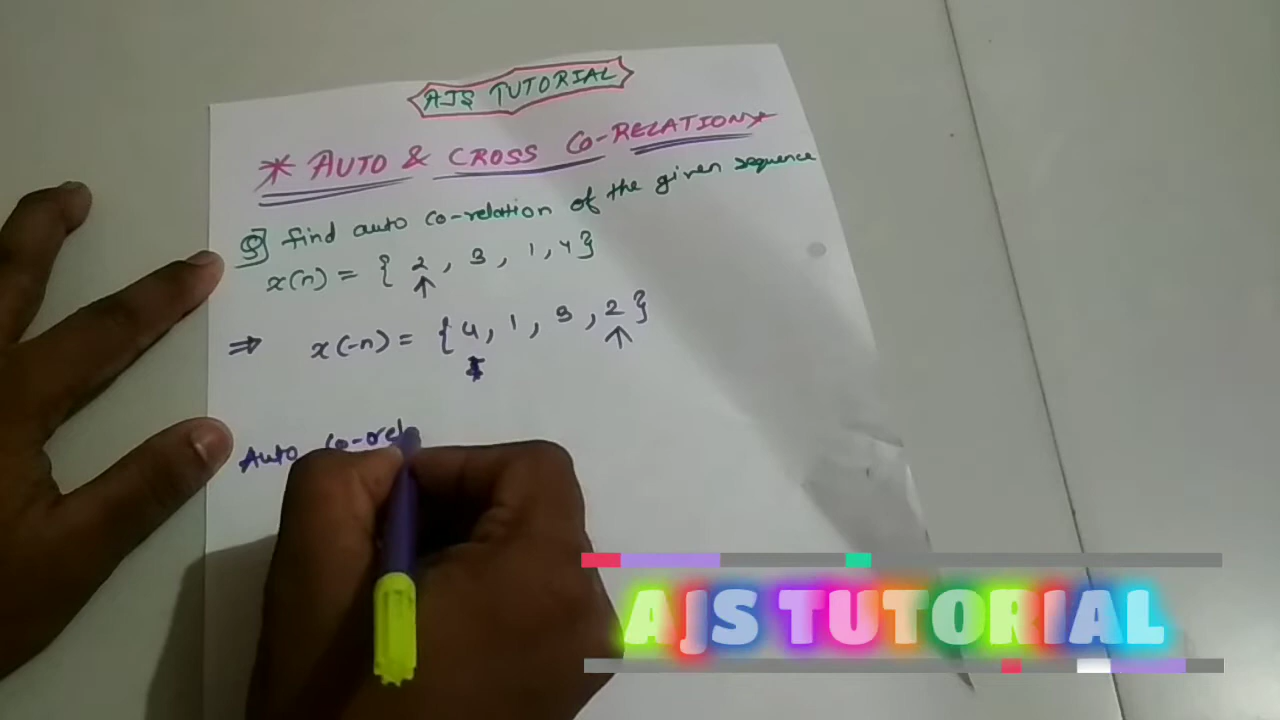 AJS TUTORIAL
* AUTO & CROSS CO-RELATION *
Q] find auto co-relation of the given sequence
x(n) = { 2, 3, 1, 4}
↑
⇒ x(-n) = {4, 1, 3, 2}
↑
Auto Co-rel
AJS TUTORIAL